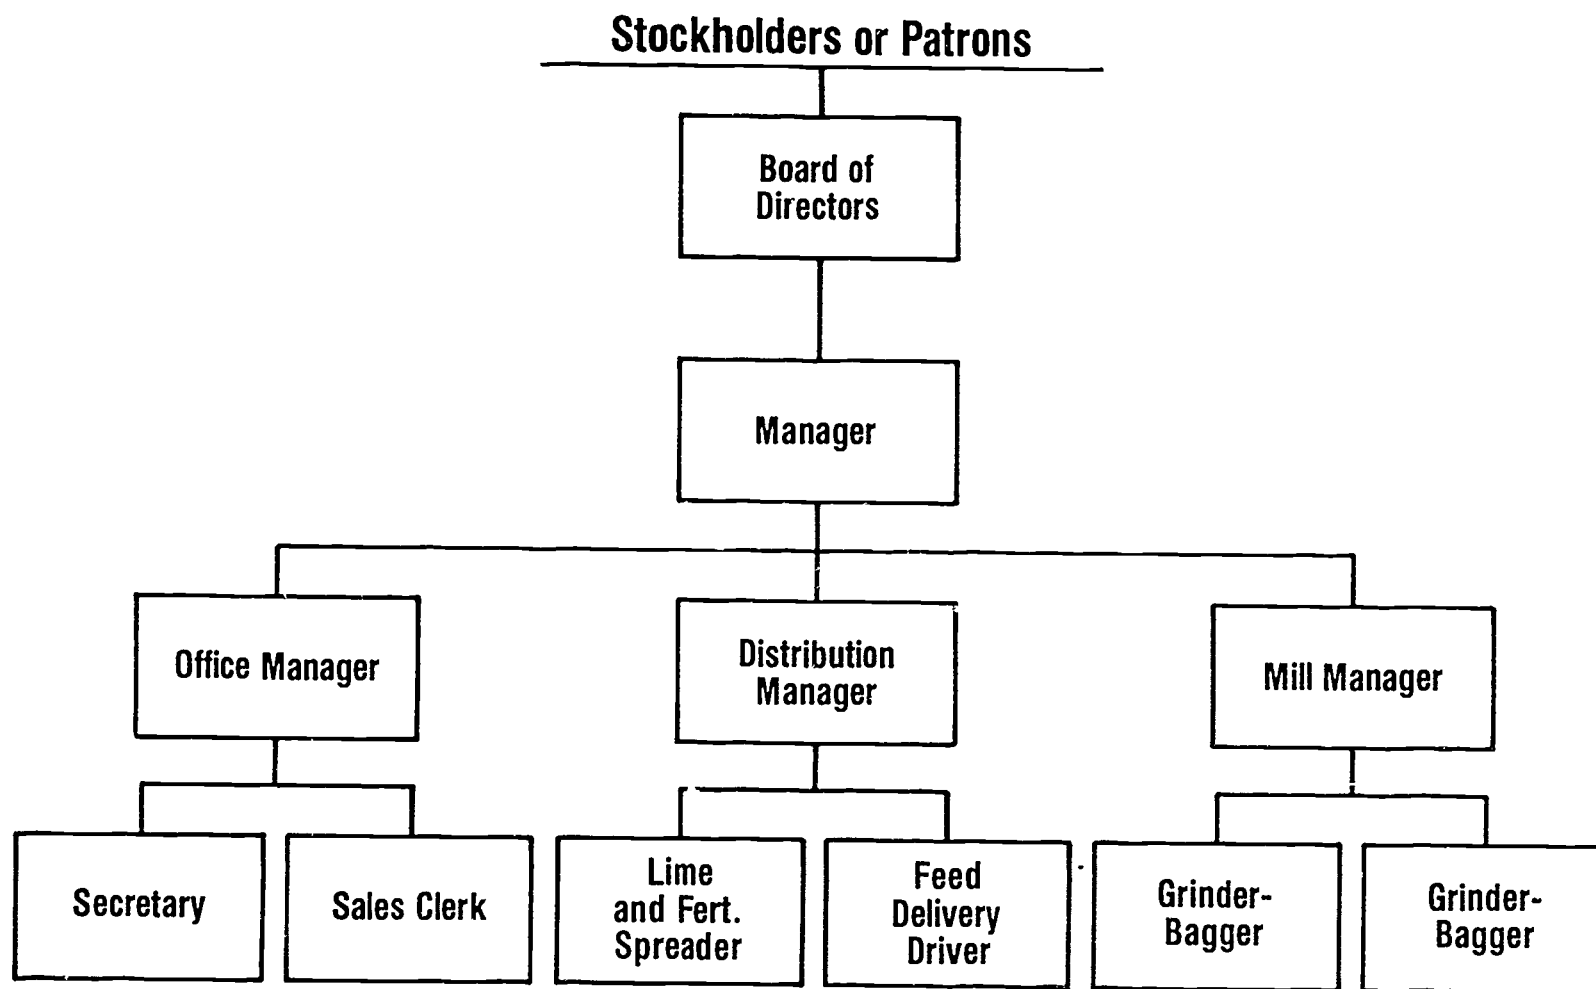 Stockholders or Patrons
Board of
Directors
Manager
Office Manager
Distribution
Manager
Mill Manager
Secretary
Sales Clerk
Lime
and Fert.
Spreader
Feed
Delivery
Driver
Grinder-
Bagger
Grinder-
Bagger